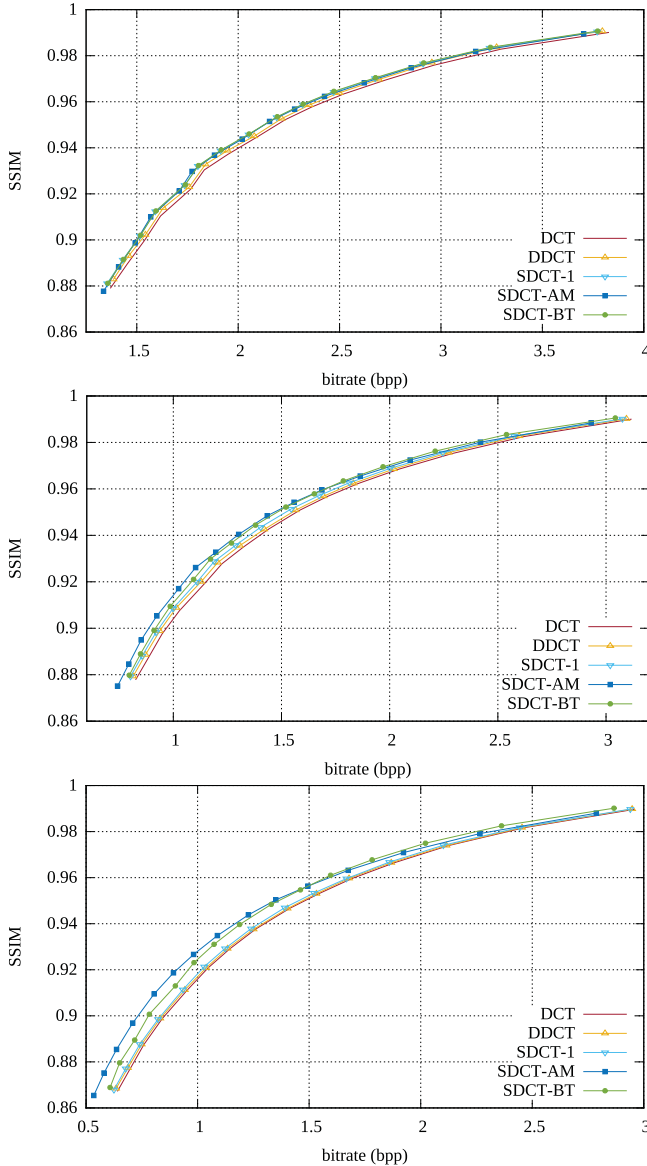 1
0.98
0.96
0.94
0.92
0.9
0.88
0.86
SSIM
DCT
DDCT
SDCT-1
SDCT-AM
SDCT-BT
1.5 2 2.5 3 3.5 4
bitrate (bpp)
1
0.98
0.96
0.94
0.92
0.9
0.88
0.86
SSIM
DCT
DDCT
SDCT-1
SDCT-AM
SDCT-BT
1 1.5 2 2.5 3
bitrate (bpp)
1
0.98
0.96
0.94
0.92
0.9
0.88
0.86
SSIM
DCT
DDCT
SDCT-1
SDCT-AM
SDCT-BT
0.5 1 1.5 2 2.5 3
bitrate (bpp)